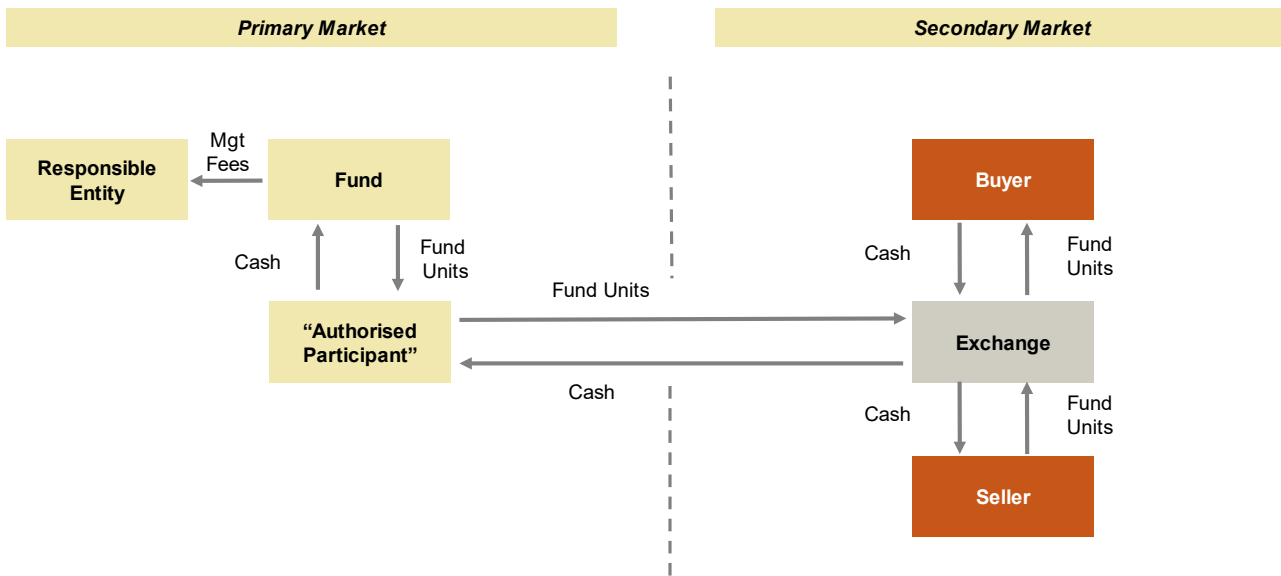 Primary Market
Secondary Market
Mgt
Fees
Responsible
Entity
Fund
Buyer
Cash
Fund
Units
Cash
Fund
Units
Fund Units
“Authorised
Participant”
Exchange
Cash
Cash
Fund
Units
Seller